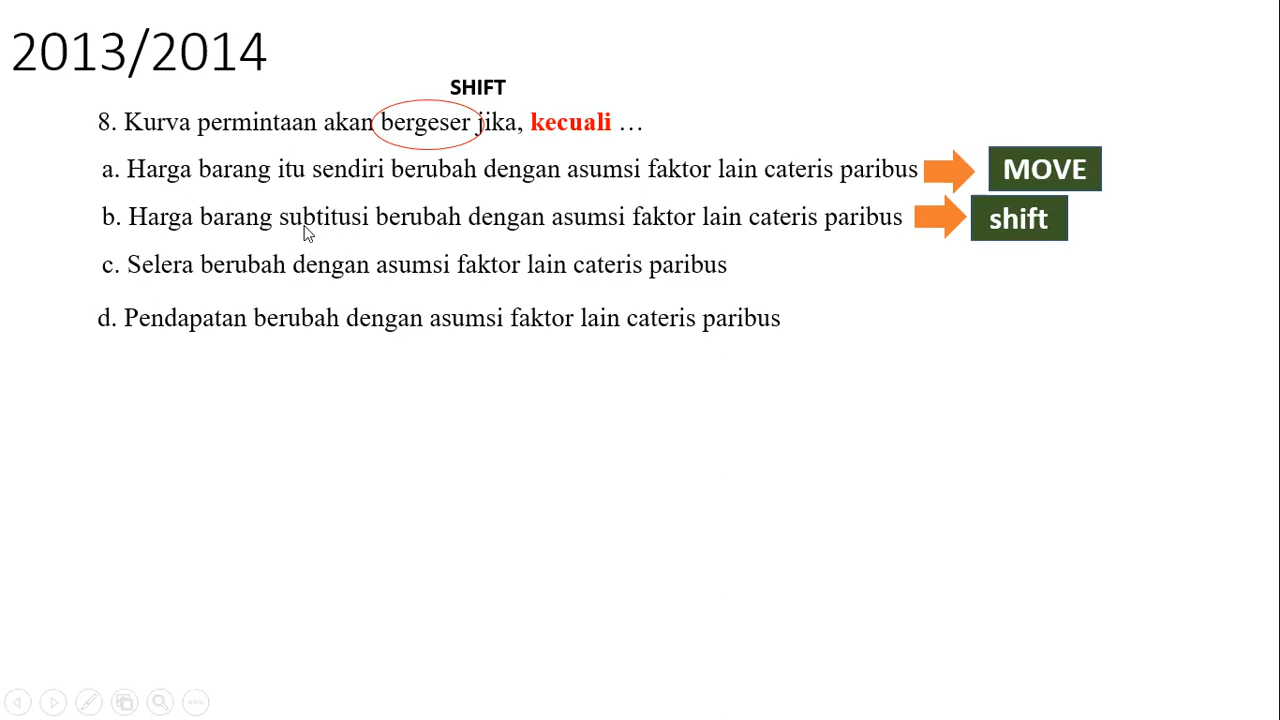 2013/2014
SHIFT
8. Kurva permintaan akan bergeser jika, kecuali …
a. Harga barang itu sendiri berubah dengan asumsi faktor lain cateris paribus MOVE
b. Harga barang subtitusi berubah dengan asumsi faktor lain cateris paribus shift
c. Selera berubah dengan asumsi faktor lain cateris paribus
d. Pendapatan berubah dengan asumsi faktor lain cateris paribus